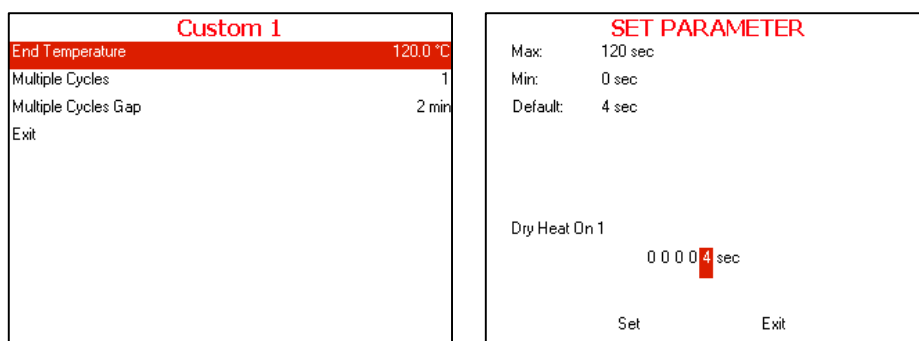 Custom 1
End Temperature 120.0 °C
Multiple Cycles 1
Multiple Cycles Gap 2 min
Exit
SET PARAMETER
Max: 120 sec
Min: 0 sec
Default: 4 sec
Dry Heat On 1
0 0 0 0 4 sec
Set Exit